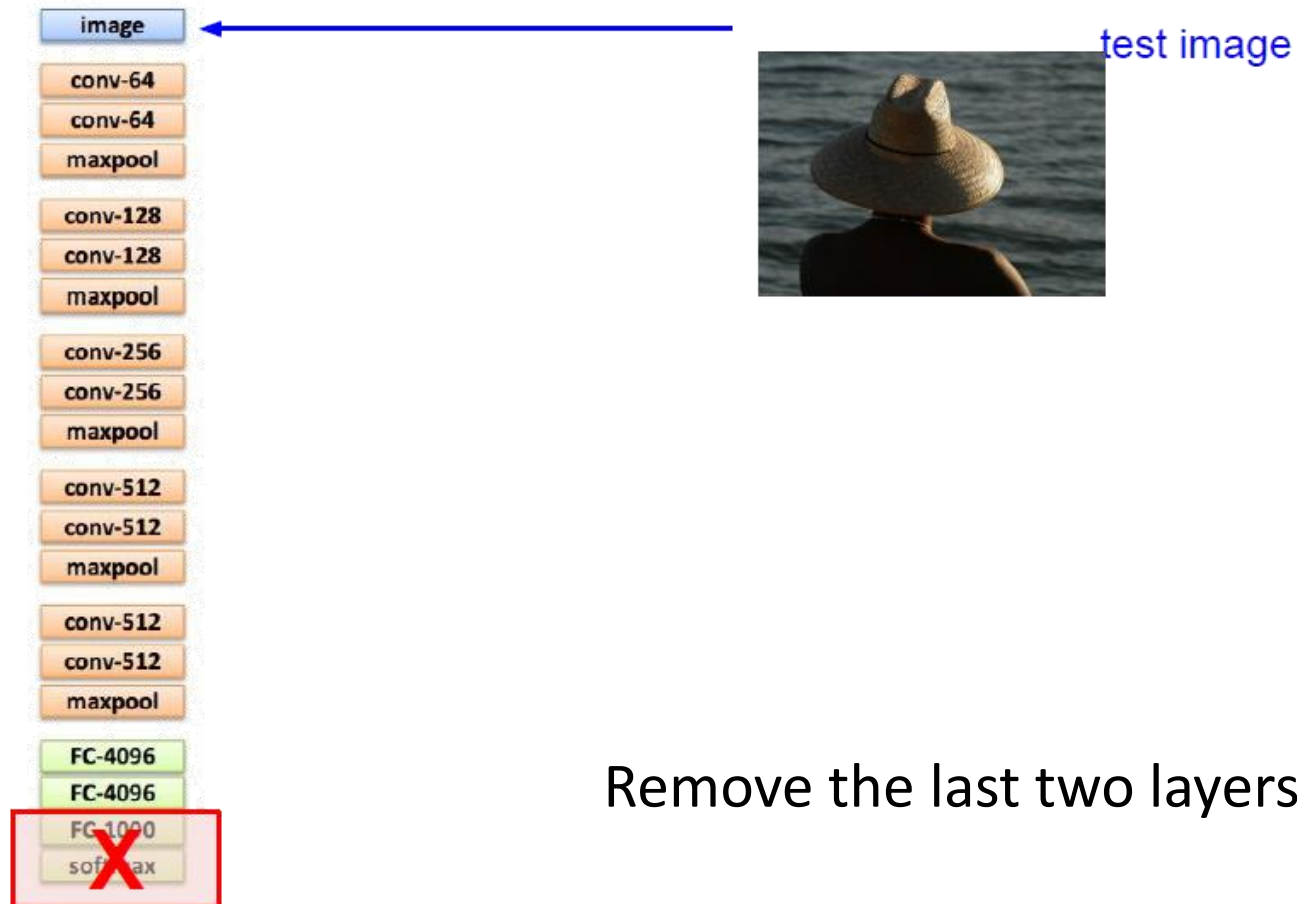 image
test image
conv-64
conv-64
maxpool
conv-128
conv-128
maxpool
conv-256
conv-256
maxpool
conv-512
conv-512
maxpool
conv-512
conv-512
maxpool
FC-4096
FC-4096
FC-1000
softmax
X
Remove the last two layers